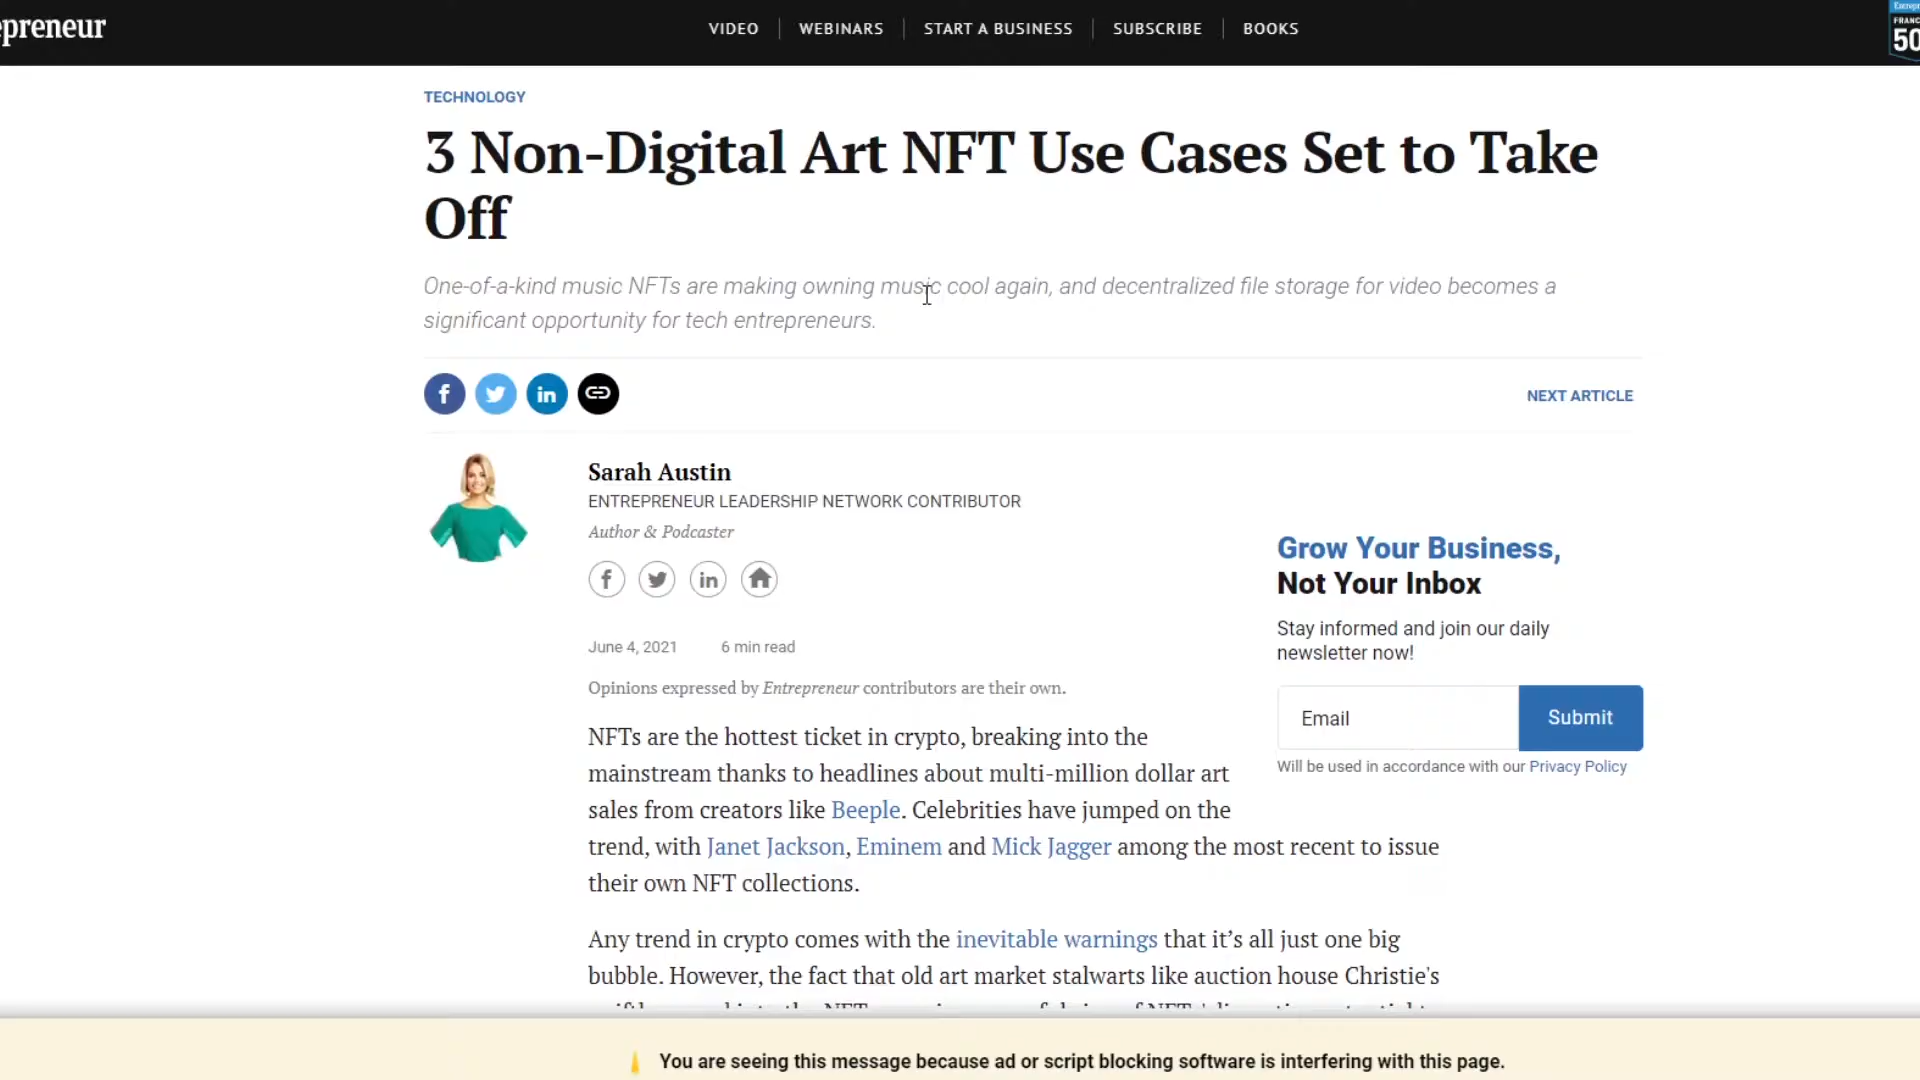 preneur
VIDEO
WEBINARS
START A BUSINESS
SUBSCRIBE
BOOKS
50
TECHNOLOGY
3 Non-Digital Art NFT Use Cases Set to Take
Off
One-of-a-kind music NFTs are making owning music cool again, and decentralized file storage for video becomes a
significant opportunity for tech entrepreneurs.
NEXT ARTICLE
Sarah Austin
ENTREPRENEUR LEADERSHIP NETWORK CONTRIBUTOR
Author & Podcaster
June 4, 2021 6 min read
Opinions expressed by Entrepreneur contributors are their own.
NFTs are the hottest ticket in crypto, breaking into the
mainstream thanks to headlines about multi-million dollar art
sales from creators like Beeple. Celebrities have jumped on the
trend, with Janet Jackson, Eminem and Mick Jagger among the most recent to issue
their own NFT collections.
Any trend in crypto comes with the inevitable warnings that it’s all just one big
bubble. However, the fact that old art market stalwarts like auction house Christie's
Grow Your Business,
Not Your Inbox
Stay informed and join our daily
newsletter now!
Email
Submit
Will be used in accordance with our Privacy Policy
You are seeing this message because ad or script blocking software is interfering with this page.